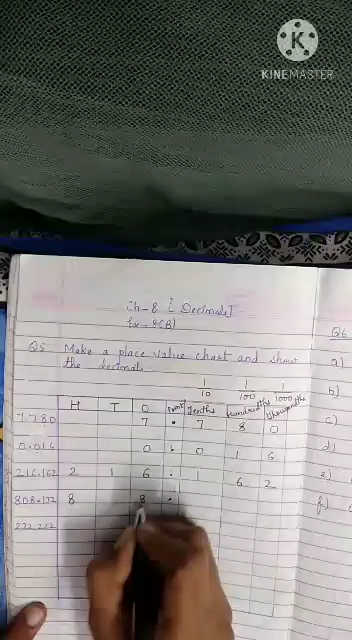 K
KINEMASTER
Ch-8 [Decimals]
Ex-8(B)
Q5 Make a place value chart and show
the decimals.
1/10 1/100 1/1000
H T O Point Tenths Hundredths Thousandths
7.780 7 . 7 8 0
0.016 0 . 0 1 6
216.162 2 1 6 . 1 6 2
808.172 8 8 .
222.222
Q6
a)
b)
c)
d)
e)
f)